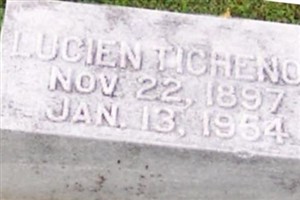 LUCIEN TICHENO
NOV. 22, 1897
JAN. 13, 1964